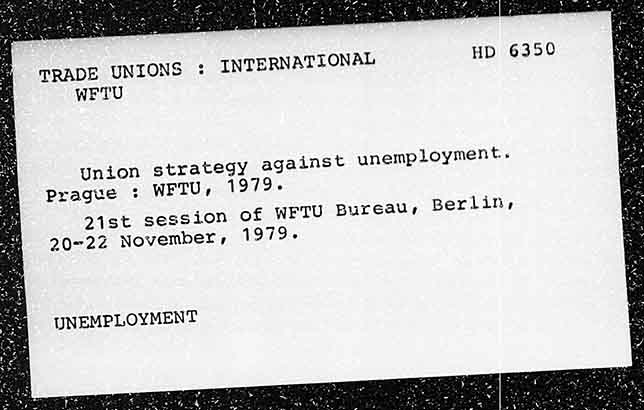 TRADE UNIONS : INTERNATIONAL HD 6350
WFTU
Union strategy against unemployment.
Prague : WFTU, 1979.
21st session of WFTU Bureau, Berlin,
20-22 November, 1979.
UNEMPLOYMENT